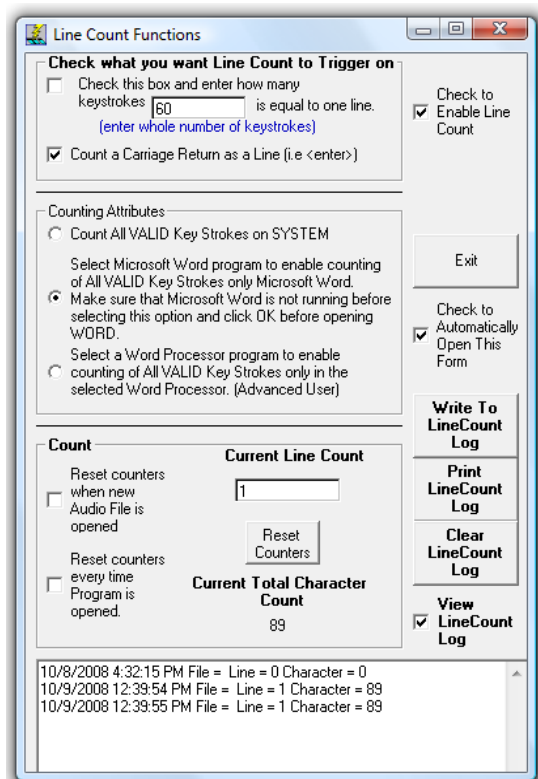 Line Count Functions
Check what you want Line Count to Trigger on
Check this box and enter how many
keystrokes 60 is equal to one line.
(enter whole number of keystrokes)
Count a Carriage Return as a Line (i.e <enter>)
Check to
Enable Line
Count
Counting Attributes
Count All VALID Key Strokes on SYSTEM
Select Microsoft Word program to enable counting
of All VALID Key Strokes only Microsoft Word.
Make sure that Microsoft Word is not running before
selecting this option and click OK before opening
WORD.
Select a Word Processor program to enable
counting of All VALID Key Strokes only in the
selected Word Processor. (Advanced User)
Exit
Check to
Automatically
Open This
Form
Write To
LineCount
Log
Print
LineCount
Log
Clear
LineCount
Log
View
LineCount
Log
Count
Reset counters
when new
Audio File is
opened
Reset counters
every time
Program is
opened.
Current Line Count
1
Reset
Counters
Current Total Character
Count
89
10/8/2008 4:32:15 PM File =  Line = 0 Character = 0
10/9/2008 12:39:54 PM File =  Line = 1 Character = 89
10/9/2008 12:39:55 PM File =  Line = 1 Character = 89